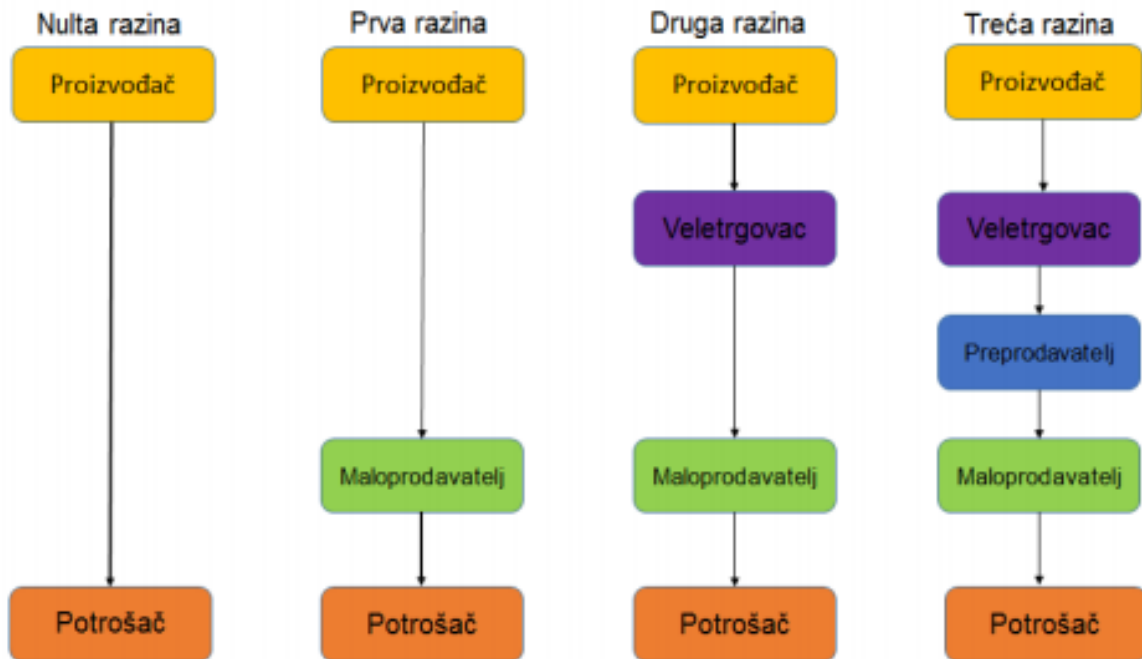 Nulta razina
Prva razina
Druga razina
Treća razina
Proizvođač
Proizvođač
Proizvođač
Proizvođač
Veletrgovac
Veletrgovac
Preprodavatelj
Maloprodavatelj
Maloprodavatelj
Maloprodavatelj
Potrošač
Potrošač
Potrošač
Potrošač